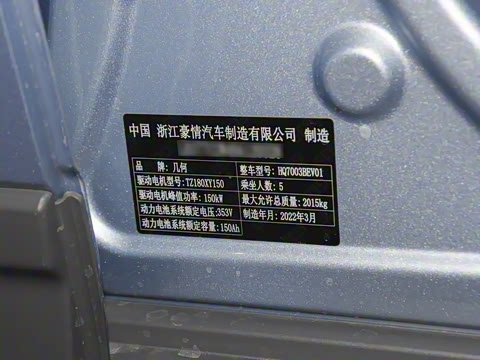 中国 浙江豪情汽车制造有限公司 制造
品 牌：几何 整车型号：HQ7003BEV01
驱动电机型号：TZ180XY150 乘坐人数：5
驱动电机峰值功率：150kW 最大允许总质量：2015kg
动力电池系统额定电压：353V 制造年月：2022年3月
动力电池系统额定容量：150Ah